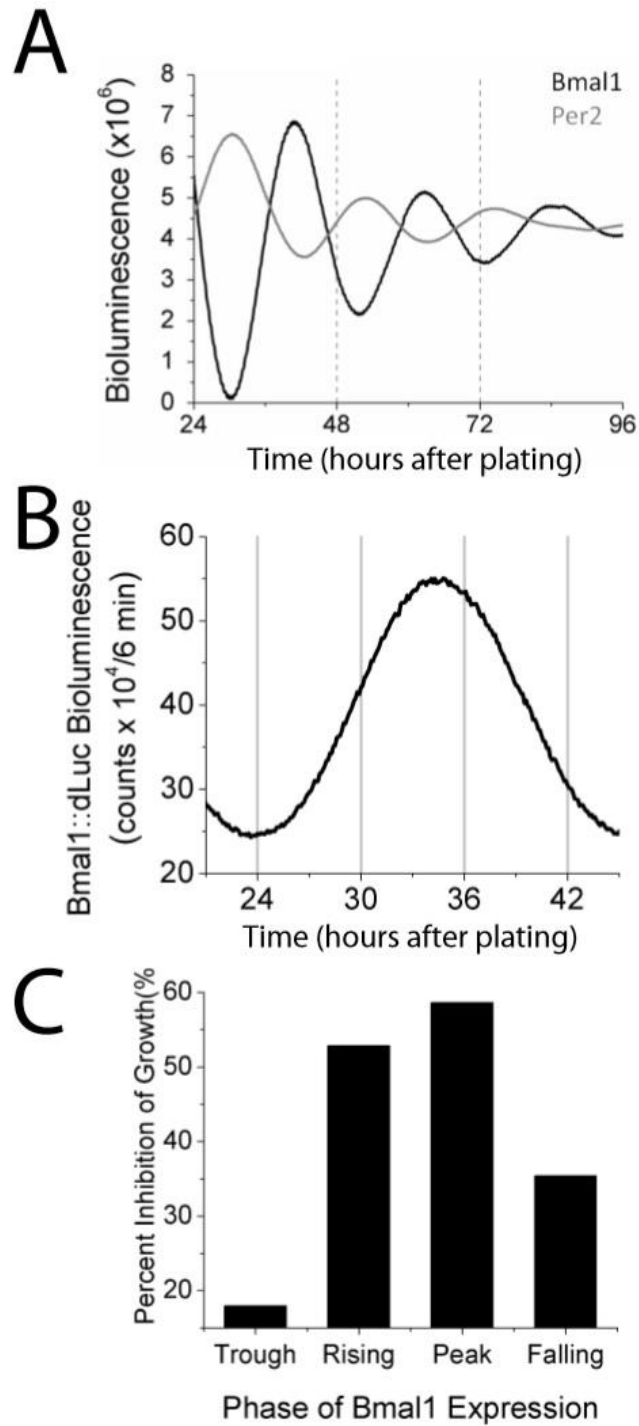 A
Bioluminescence (x10⁶)
8
7
6
5
4
3
2
1
0
Bmal1
Per2
24
48
72
96
Time (hours after plating)
B
Bmal1::dLuc Bioluminescence
(counts x 10⁴/6 min)
60
50
40
30
20
24
30
36
42
Time (hours after plating)
C
Percent Inhibition of Growth(%
60
50
40
30
20
Trough
Rising
Peak
Falling
Phase of Bmal1 Expression